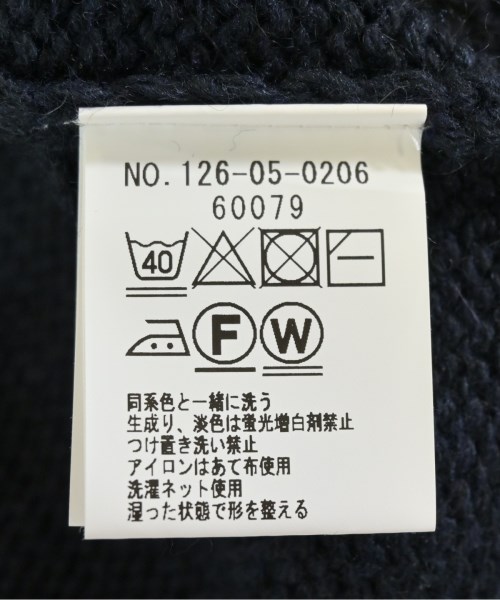 NO.126-05-0206
60079
40
F W
同系色と一緒に洗う
生成り、淡色は蛍光増白剤禁止
つけ置き洗い禁止
アイロンはあて布使用
洗濯ネット使用
湿った状態で形を整える